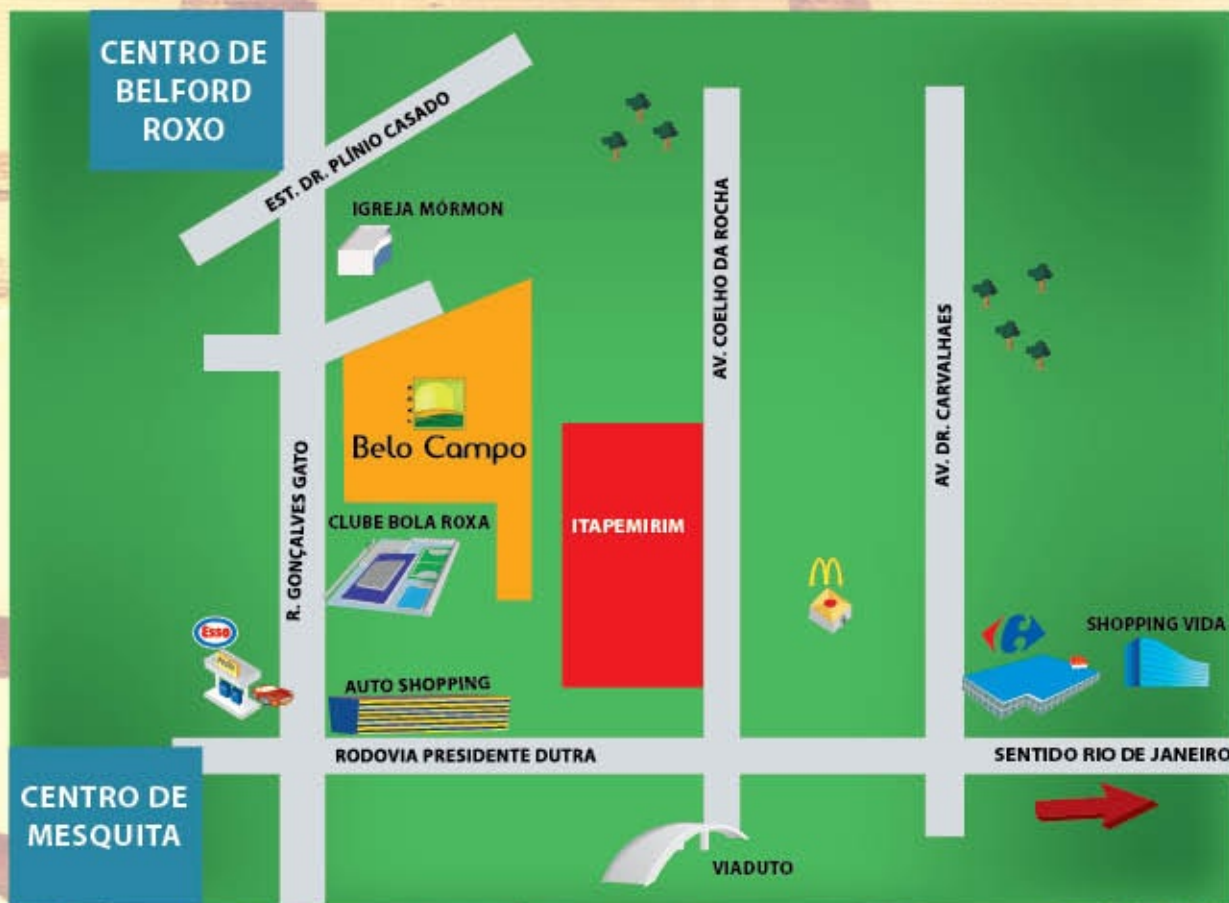 CENTRO DE
BELFORD
ROXO
EST. DR. PLÍNIO CASADO
IGREJA MÓRMON
AV. COELHO DA ROCHA
AV. DR. CARVALHAES
Belo Campo
R. GONÇALVES GATO
CLUBE BOLA ROXA
ITAPEMIRIM
Esso
SHOPPING VIDA
AUTO SHOPPING
RODOVIA PRESIDENTE DUTRA
SENTIDO RIO DE JANEIRO
CENTRO DE
MESQUITA
VIADUTO